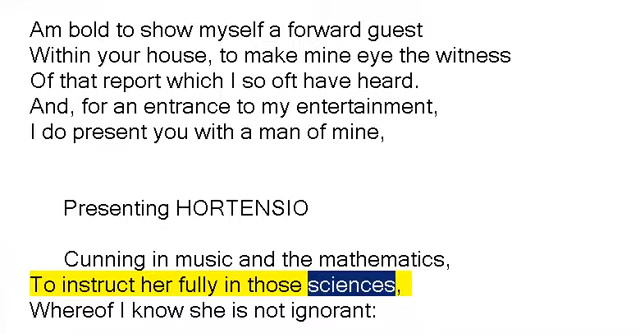 Am bold to show myself a forward guest
Within your house, to make mine eye the witness
Of that report which I so oft have heard.
And, for an entrance to my entertainment,
I do present you with a man of mine,
Presenting HORTENSIO
Cunning in music and the mathematics,
To instruct her fully in those sciences,
Whereof I know she is not ignorant: